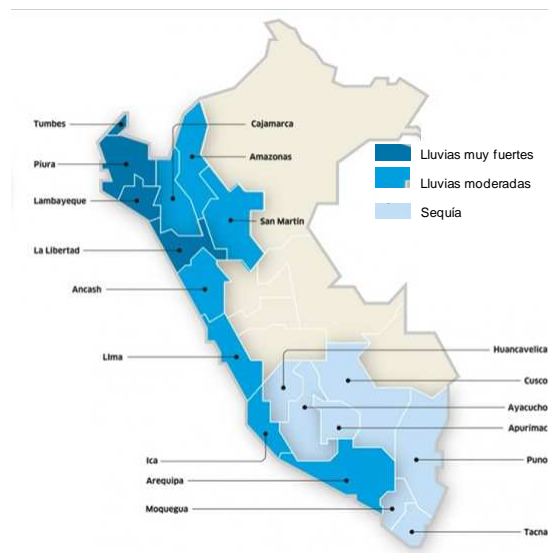 Tumbes
Cajamarca
Amazonas
Piura
Lambayeque
San Martín
La Libertad
Ancash
Lima
Lluvias muy fuertes
Lluvias moderadas
Sequía
Huancavelica
Cusco
Ayacucho
Apurímac
Puno
Ica
Arequipa
Moquegua
Tacna